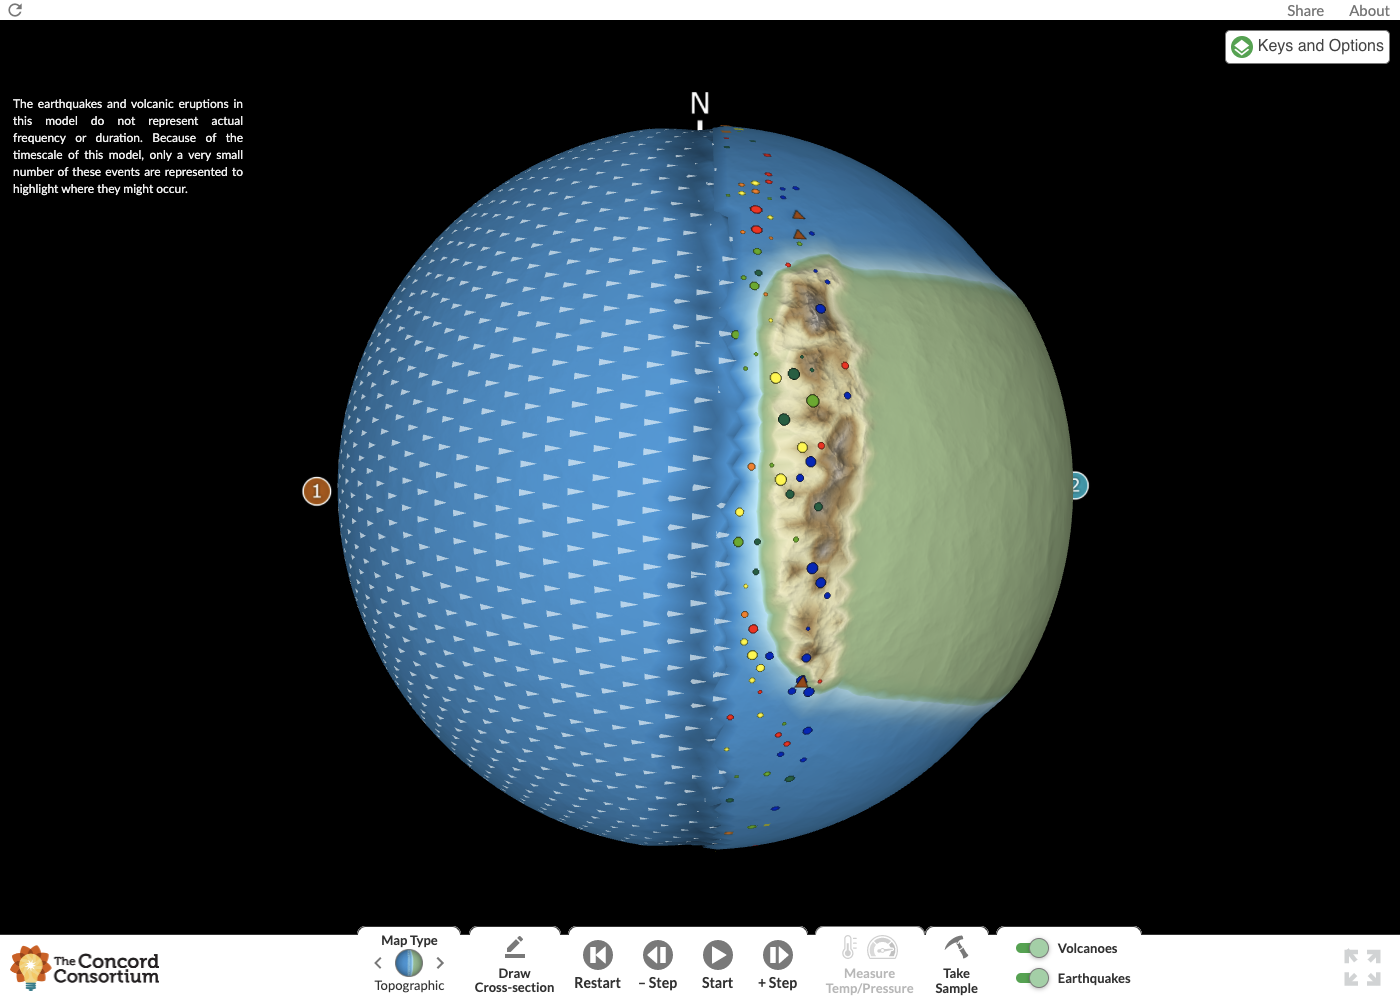 Share About
Keys and Options
The earthquakes and volcanic eruptions in
this model do not represent actual
frequency or duration. Because of the
timescale of this model, only a very small
number of these events are represented to
highlight where they might occur.
N
1
2
The Concord
Consortium
Map Type
Topographic
Draw
Cross-section
Restart
– Step
Start
+ Step
Measure
Temp/Pressure
Take
Sample
Volcanoes
Earthquakes